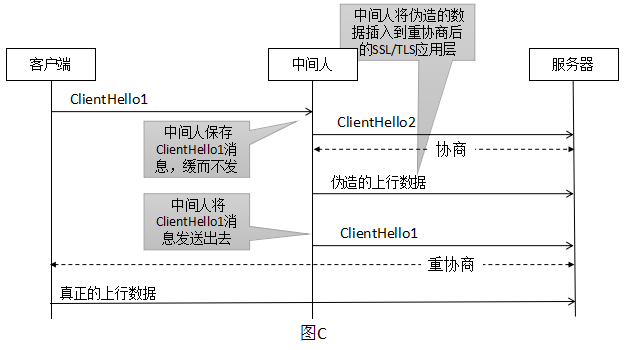 中间人将伪造的数
据插入到重协商后
的SSL/TLS应用层
客户端
中间人
服务器
ClientHello1
中间人保存
ClientHello1消
息，缓而不发
ClientHello2
协商
伪造的上行数据
中间人将
ClientHello1消
息发送出去
ClientHello1
重协商
真正的上行数据
图C